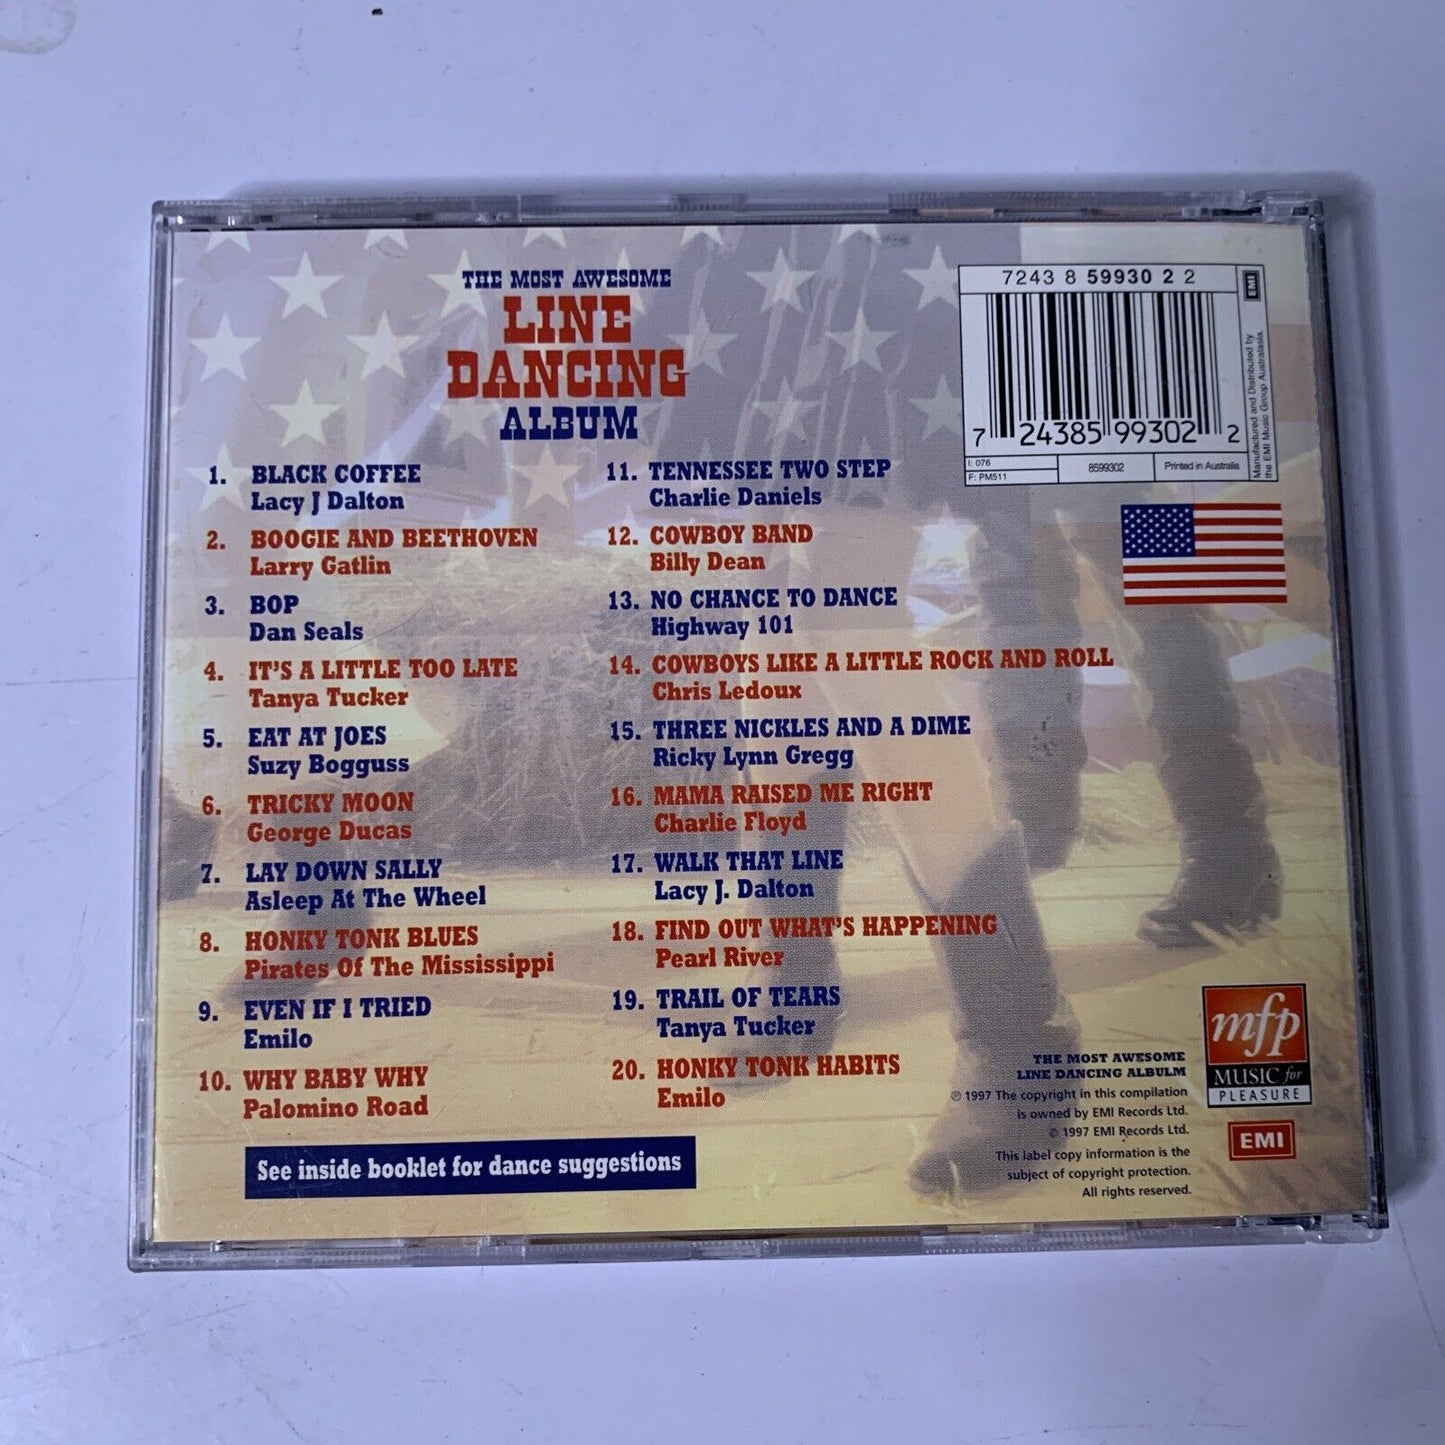 THE MOST AWESOME
LINE
DANCING
ALBUM
1. BLACK COFFEE
Lacy J Dalton
2. BOOGIE AND BEETHOVEN
Larry Gatlin
3. BOP
Dan Seals
4. IT'S A LITTLE TOO LATE
Tanya Tucker
5. EAT AT JOES
Suzy Bogguss
6. TRICKY MOON
George Ducas
7. LAY DOWN SALLY
Asleep At The Wheel
8. HONKY TONK BLUES
Pirates Of The Mississippi
9. EVEN IF I TRIED
Emilo
10. WHY BABY WHY
Palomino Road
11. TENNESSEE TWO STEP
Charlie Daniels
12. COWBOY BAND
Billy Dean
13. NO CHANCE TO DANCE
Highway 101
14. COWBOYS LIKE A LITTLE ROCK AND ROLL
Chris Ledoux
15. THREE NICKLES AND A DIME
Ricky Lynn Gregg
16. MAMA RAISED ME RIGHT
Charlie Floyd
17. WALK THAT LINE
Lacy J. Dalton
18. FIND OUT WHAT'S HAPPENING
Pearl River
19. TRAIL OF TEARS
Tanya Tucker
20. HONKY TONK HABITS
Emilo
See inside booklet for dance suggestions
7243 8 59930 2 2
7 24385 99302 2
I: 076
F: PM511
8599302
Printed in Australia
EMI
Manufactured and Distributed by
the EMI Music Group Australasia.
mfp
MUSIC for
PLEASURE
EMI
THE MOST AWESOME
LINE DANCING ALBULM
℗ 1997 The copyright in this compilation
is owned by EMI Records Ltd.
© 1997 EMI Records Ltd.
This label copy information is the
subject of copyright protection.
All rights reserved.